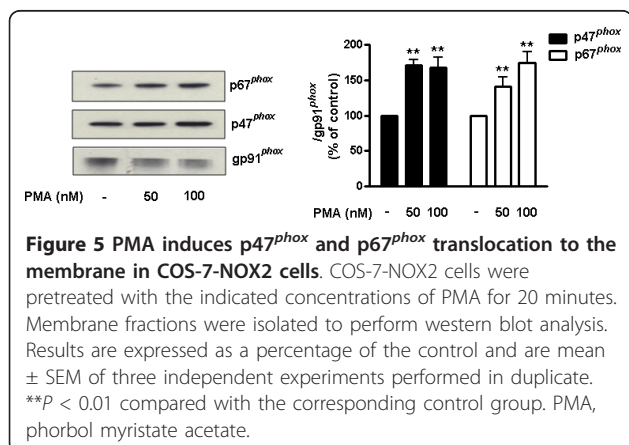 p67phox
p47phox
gp91phox
PMA (nM) - 50 100
/gp91phox
(% of control)
200
150
100
50
0
** ** ** **
p47phox
p67phox
- 50 100 - 50 100
PMA (nM)
Figure 5 PMA induces p47phox and p67phox translocation to the
membrane in COS-7-NOX2 cells. COS-7-NOX2 cells were
pretreated with the indicated concentrations of PMA for 20 minutes.
Membrane fractions were isolated to perform western blot analysis.
Results are expressed as a percentage of the control and are mean
± SEM of three independent experiments performed in duplicate.
**P < 0.01 compared with the corresponding control group. PMA,
phorbol myristate acetate.